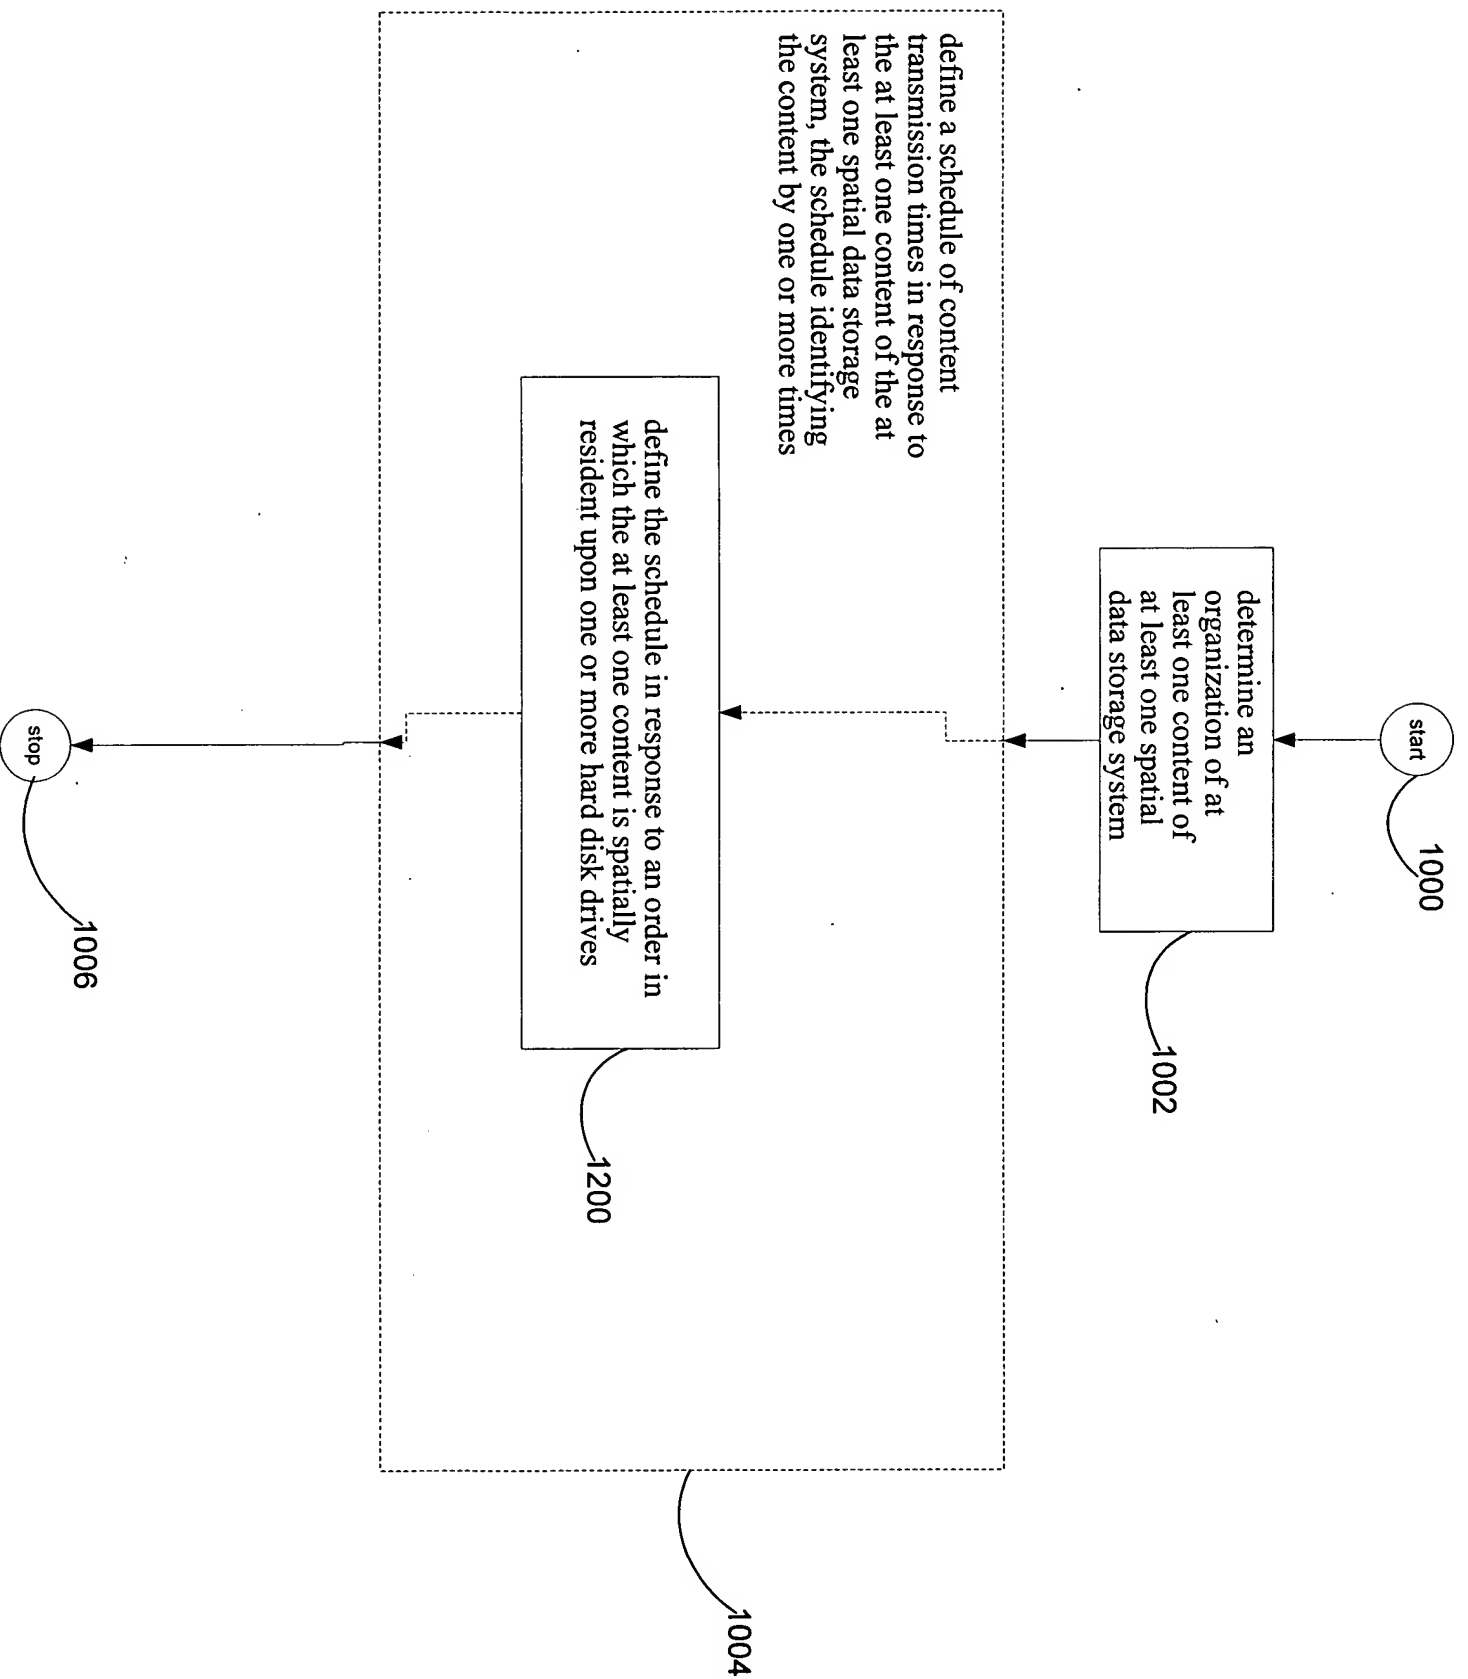 start
1000
determine an
organization of at
least one content of
at least one spatial
data storage system
1002
define a schedule of content
transmission times in response to
the at least one content of the at
least one spatial data storage
system, the schedule identifying
the content by one or more times
define the schedule in response to an order in
which the at least one content is spatially
resident upon one or more hard disk drives
1200
1004
stop
1006